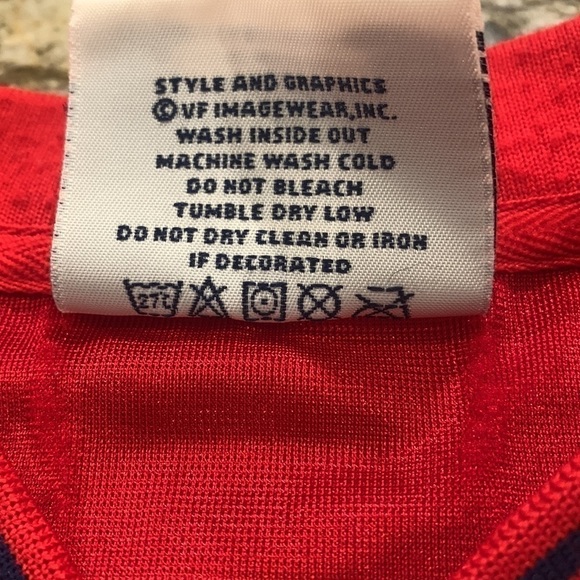 STYLE AND GRAPHICS
© VF IMAGEWEAR, INC.
WASH INSIDE OUT
MACHINE WASH COLD
DO NOT BLEACH
TUMBLE DRY LOW
DO NOT DRY CLEAN OR IRON
IF DECORATED
27C